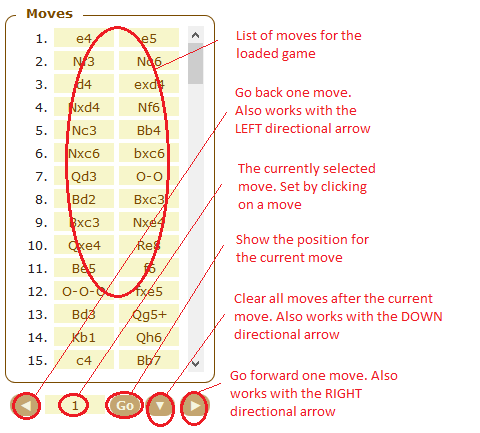 Moves
1. e4 e5
2. Nf3 Nc6
3. d4 exd4
4. Nxd4 Nf6
5. Nc3 Bb4
6. Nxc6 bxc6
7. Qd3 O-O
8. Bd2 Bxc3
9. Bxc3 Nxe4
10. Qxe4 Re8
11. Be5 f6
12. O-O-O fxe5
13. Bd3 Qg5+
14. Kb1 Qh6
15. c4 Bb7
1 Go
List of moves for the
loaded game
Go back one move.
Also works with the
LEFT directional arrow
The currently selected
move. Set by clicking
on a move
Show the position for
the current move
Clear all moves after the current
move. Also works with the DOWN
directional arrow
Go forward one move. Also
works with the RIGHT
directional arrow